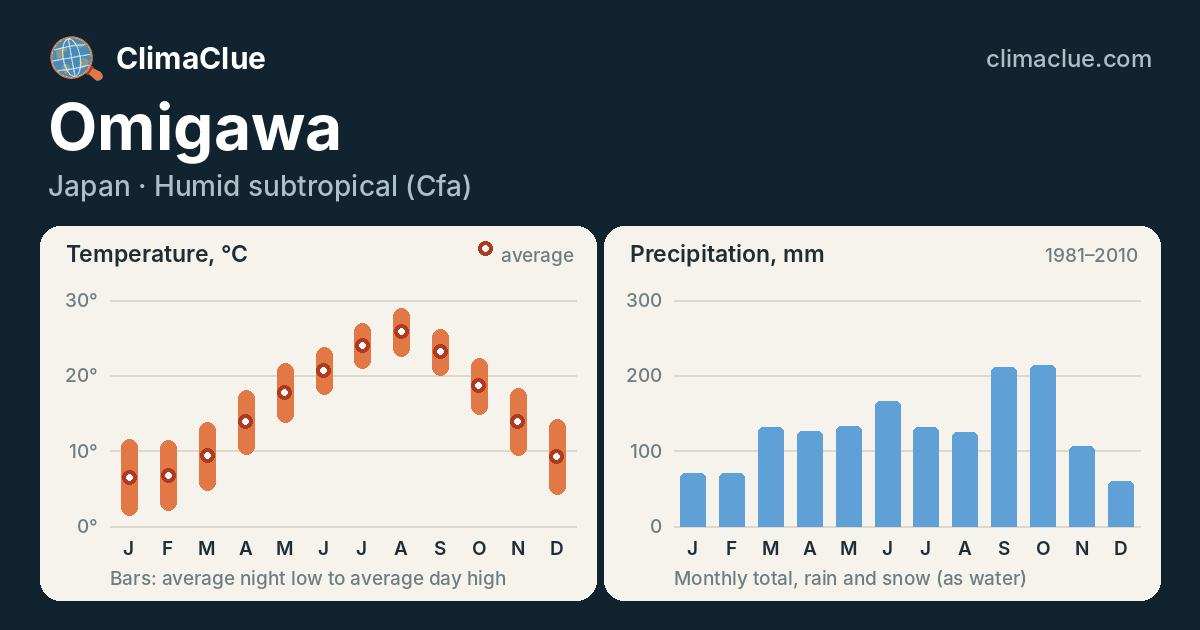 ClimaClue
climaclue.com
Omigawa
Japan · Humid subtropical (Cfa)
Temperature, °C
average
30°
20°
10°
0°
J F M A M J J A S O N D
Bars: average night low to average day high
Precipitation, mm
1981–2010
300
200
100
0
J F M A M J J A S O N D
Monthly total, rain and snow (as water)